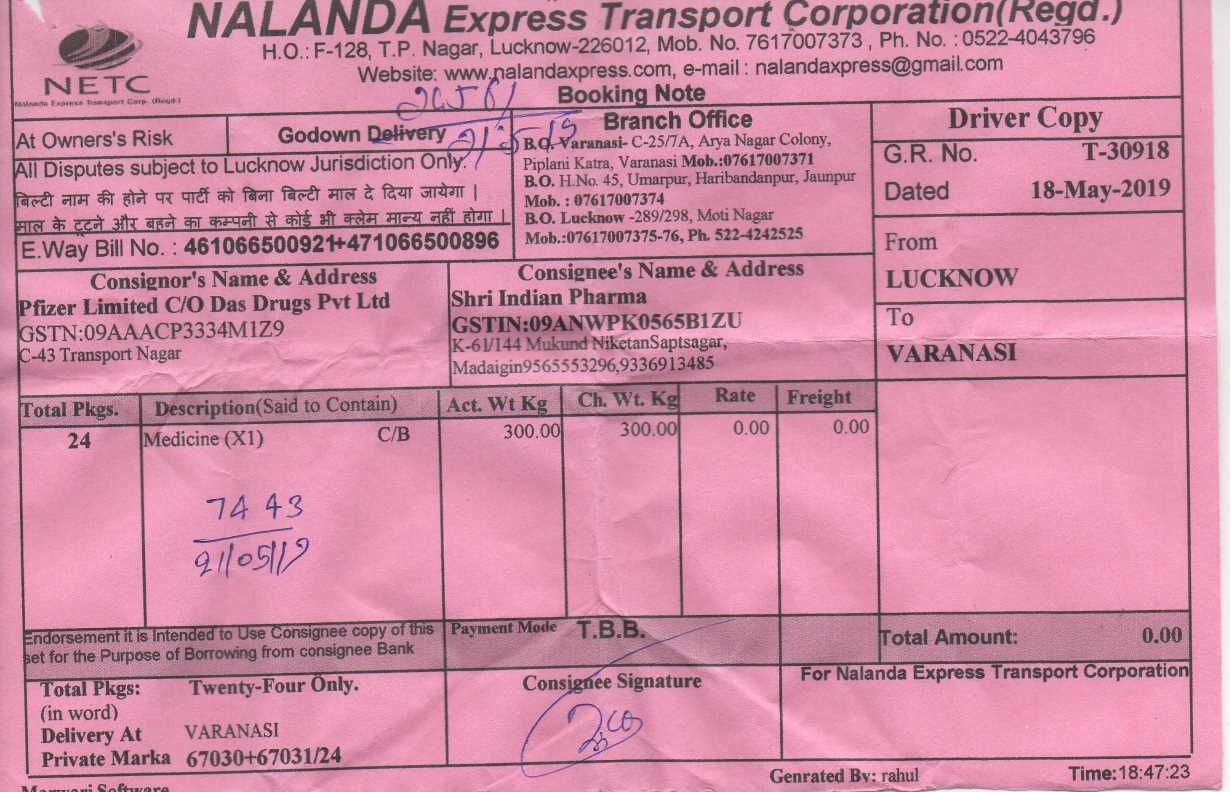 NALANDA Express Transport Corporation(Regd.)
H.O.: F-128, T.P. Nagar, Lucknow-226012, Mob. No. 7617007373 , Ph. No. : 0522-4043796
Website: www.nalandaxpress.com, e-mail : nalandaxpress@gmail.com
NETC
Nalanda Express Transport Corp. (Regd.)
Booking Note
At Owners's Risk
Godown Delivery
All Disputes subject to Lucknow Jurisdiction Only.
बिल्टी नाम की होने पर पार्टी को बिना बिल्टी माल दे दिया जायेगा |
माल के टूटने और बहने का कम्पनी से कोई भी क्लेम मान्य नहीं होगा |
E.Way Bill No. : 461066500921+471066500896
Branch Office
B.O. Varanasi- C-25/7A, Arya Nagar Colony,
Piplani Katra, Varanasi Mob.:07617007371
B.O. H.No. 45, Umarpur, Haribandanpur, Jaunpur
Mob. : 07617007374
B.O. Lucknow -289/298, Moti Nagar
Mob.:07617007375-76, Ph. 522-4242525
Driver Copy
G.R. No. T-30918
Dated 18-May-2019
From
LUCKNOW
To
VARANASI
Consignor's Name & Address
Pfizer Limited C/O Das Drugs Pvt Ltd
GSTN:09AAACP3334M1Z9
C-43 Transport Nagar
Consignee's Name & Address
Shri Indian Pharma
GSTIN:09ANWPK0565B1ZU
K-61/144 Mukund NiketanSaptsagar,
Madaigin9565553296,9336913485
Total Pkgs. Description(Said to Contain) Act. Wt Kg Ch. Wt. Kg Rate Freight
24 Medicine (X1) C/B 300.00 300.00 0.00 0.00
7443
21/05/19
Endorsement it is Intended to Use Consignee copy of this
set for the Purpose of Borrowing from consignee Bank
Payment Mode T.B.B.
Total Amount: 0.00
Total Pkgs: Twenty-Four Only.
(in word)
Delivery At VARANASI
Private Marka 67030+67031/24
Consignee Signature
For Nalanda Express Transport Corporation
Genrated By: rahul
Time:18:47:23
Marwari Software